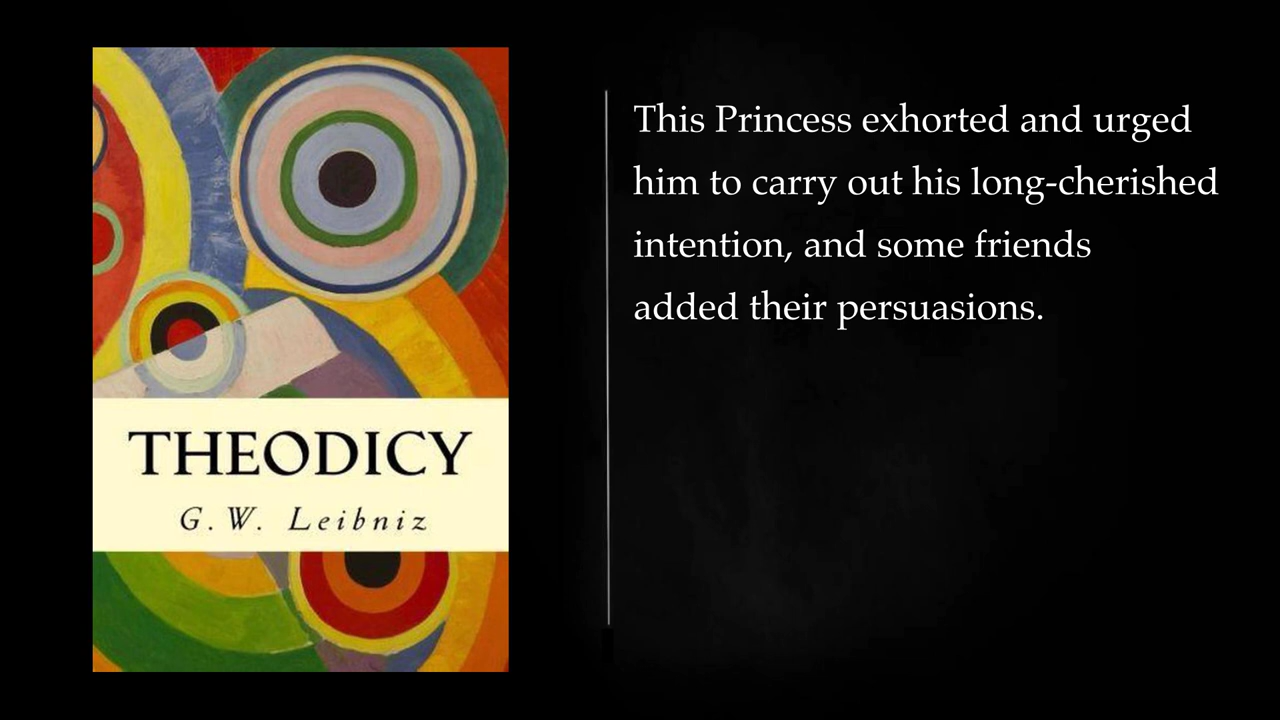 THEODICY
G. W. Leibniz
This Princess exhorted and urged
him to carry out his long-cherished
intention, and some friends
added their persuasions.